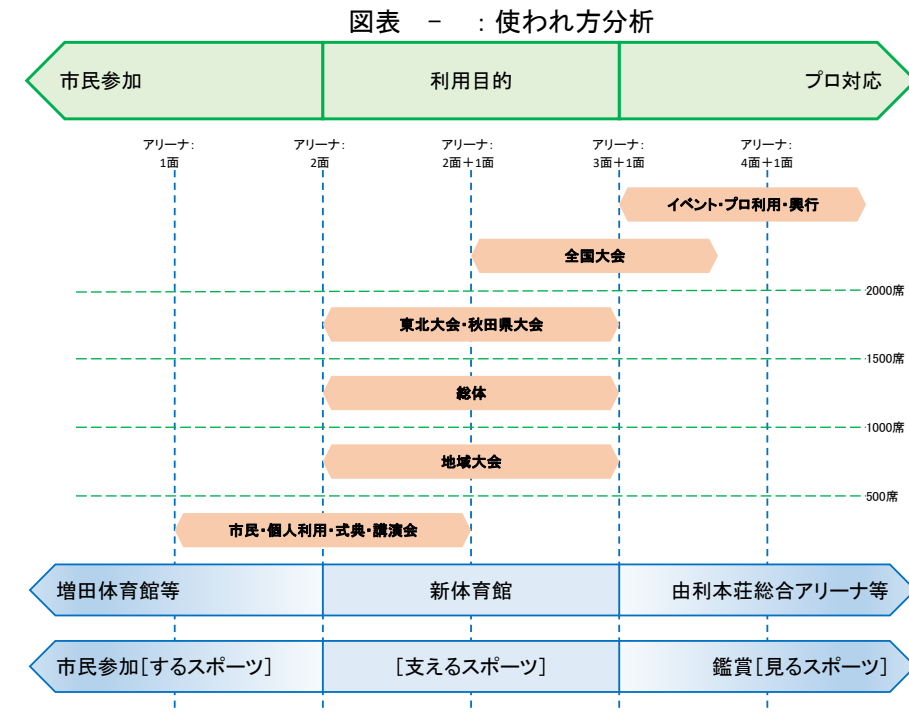 図表 － ：使われ方分析
市民参加 利用目的 プロ対応
アリーナ： アリーナ： アリーナ： アリーナ： アリーナ：
1面 2面 2面＋1面 3面＋1面 4面＋1面
イベント・プロ利用・興行
全国大会
2000席
東北大会・秋田県大会
1500席
総体
1000席
地域大会
500席
市民・個人利用・式典・講演会
増田体育館等 新体育館 由利本荘総合アリーナ等
市民参加[するスポーツ] [支えるスポーツ] 鑑賞[見るスポーツ]